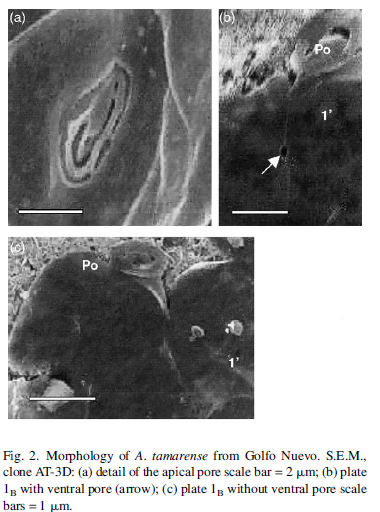 (a)
(b)
Po
1'
(c)
Po
1'
Fig. 2. Morphology of A. tamarense from Golfo Nuevo. S.E.M.,
clone AT-3D: (a) detail of the apical pore scale bar = 2 μm; (b) plate
1B with ventral pore (arrow); (c) plate 1B without ventral pore scale
bars = 1 μm.